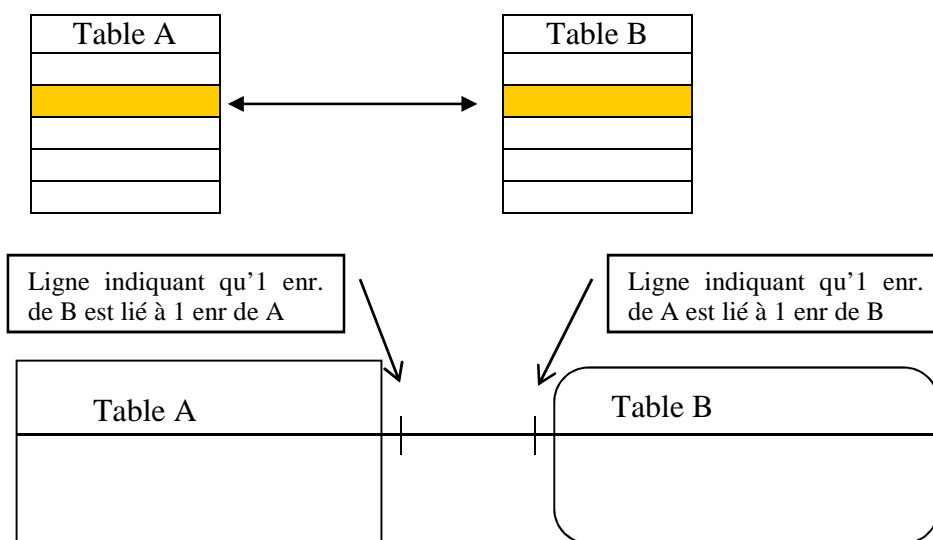 Table A
Table B
Ligne indiquant qu'1 enr.
de B est lié à 1 enr de A
Ligne indiquant qu'1 enr.
de A est lié à 1 enr de B
Table A
Table B